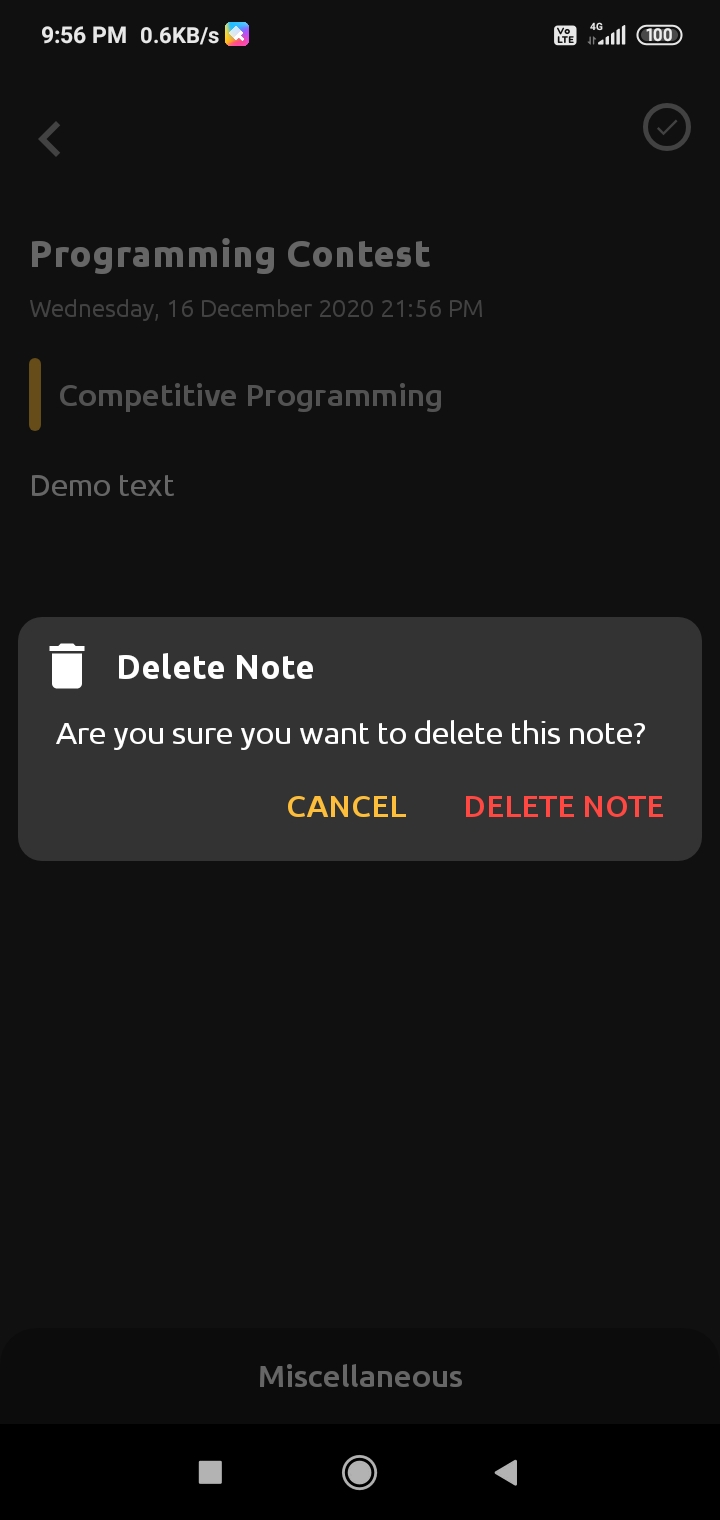 9:56 PM 0.6KB/s Vo LTE 4G 100
Programming Contest
Wednesday, 16 December 2020 21:56 PM
Competitive Programming
Demo text
Delete Note
Are you sure you want to delete this note?
CANCEL DELETE NOTE
Miscellaneous